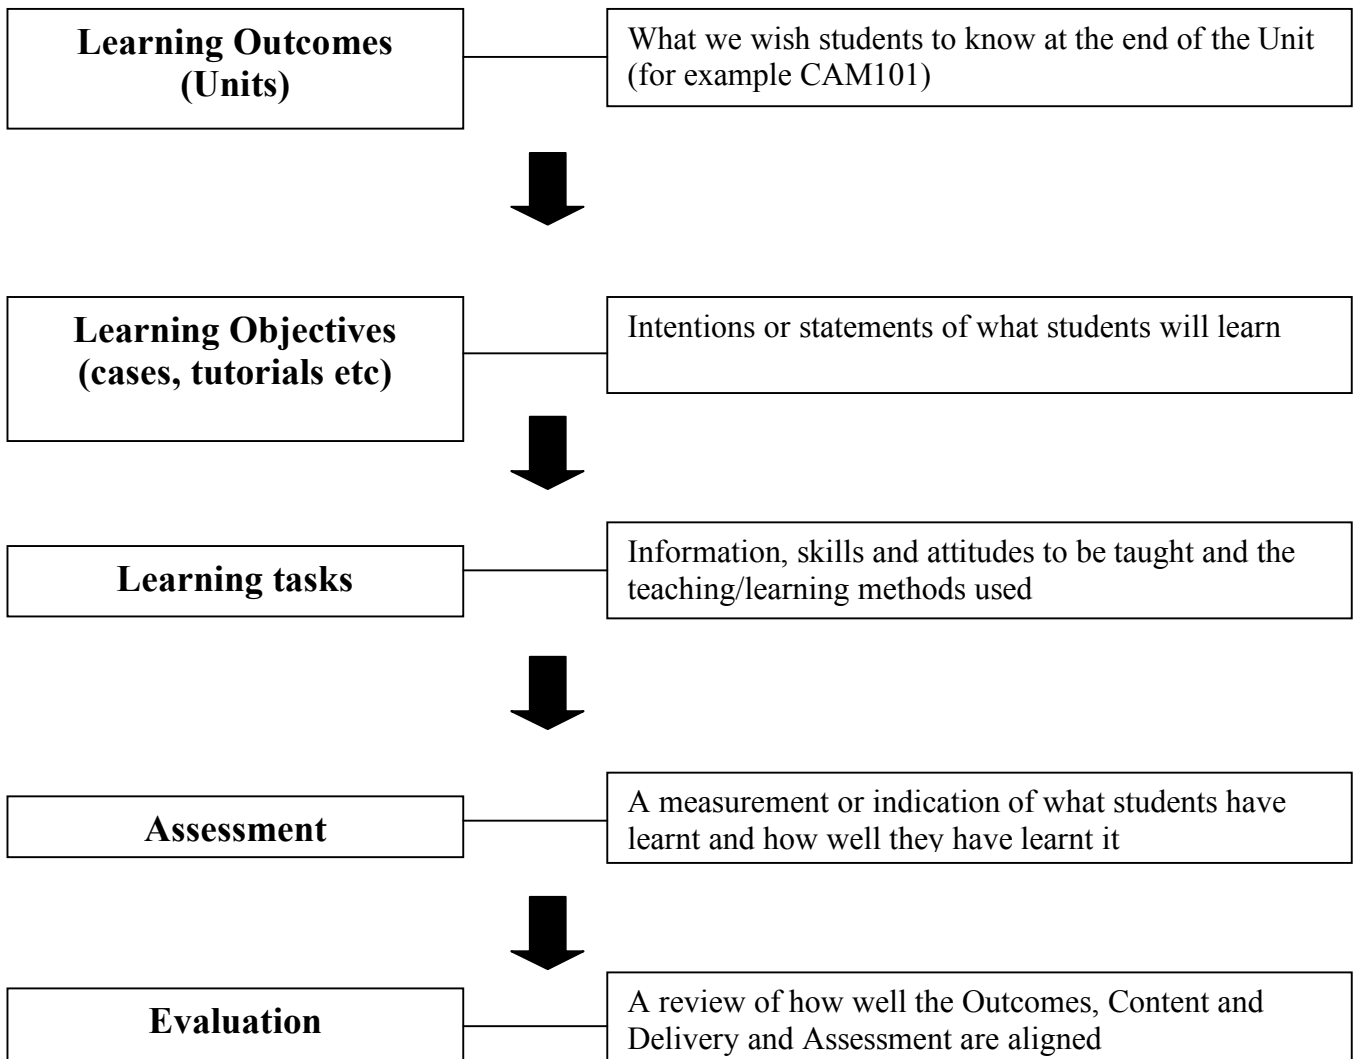 Learning Outcomes
(Units)
What we wish students to know at the end of the Unit
(for example CAM101)
Learning Objectives
(cases, tutorials etc)
Intentions or statements of what students will learn
Learning tasks
Information, skills and attitudes to be taught and the
teaching/learning methods used
Assessment
A measurement or indication of what students have
learnt and how well they have learnt it
Evaluation
A review of how well the Outcomes, Content and
Delivery and Assessment are aligned